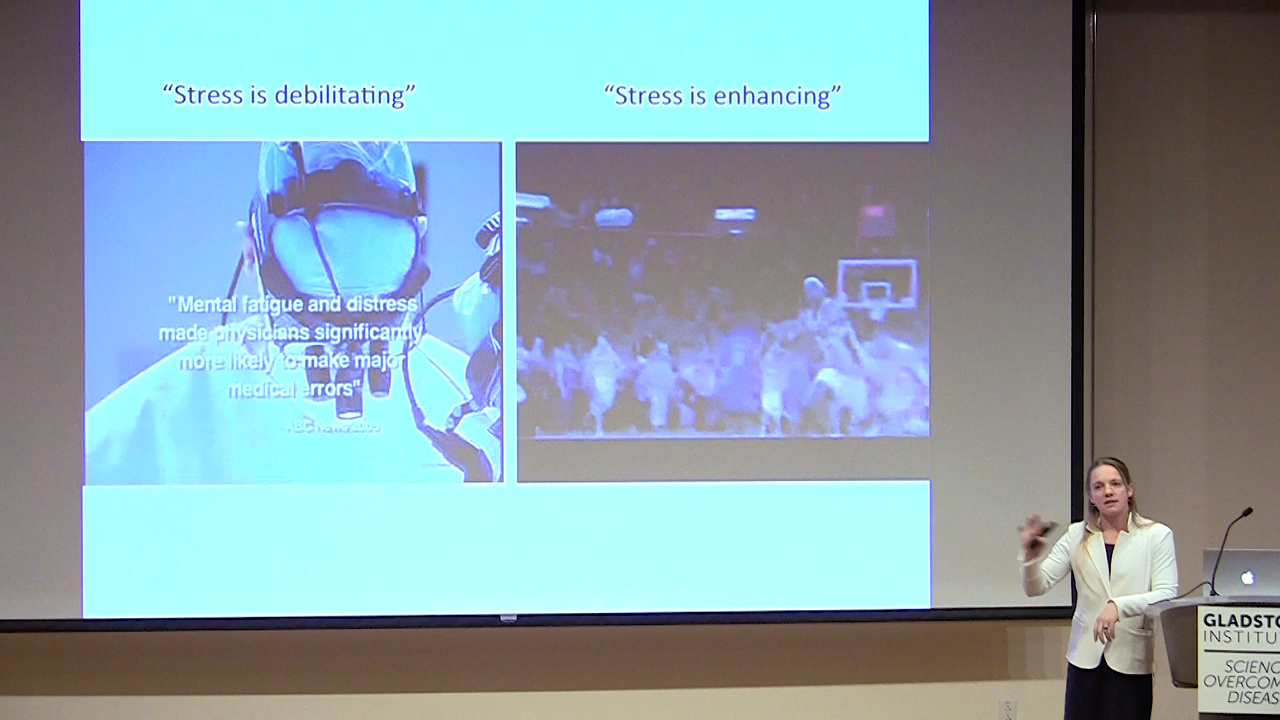 “Stress is debilitating”
“Stress is enhancing”
"Mental fatigue and distress
made physicians significantly
more likely to make major
medical errors"
GLADSTO
INSTITU
SCIENC
OVERCOM
DISEAS